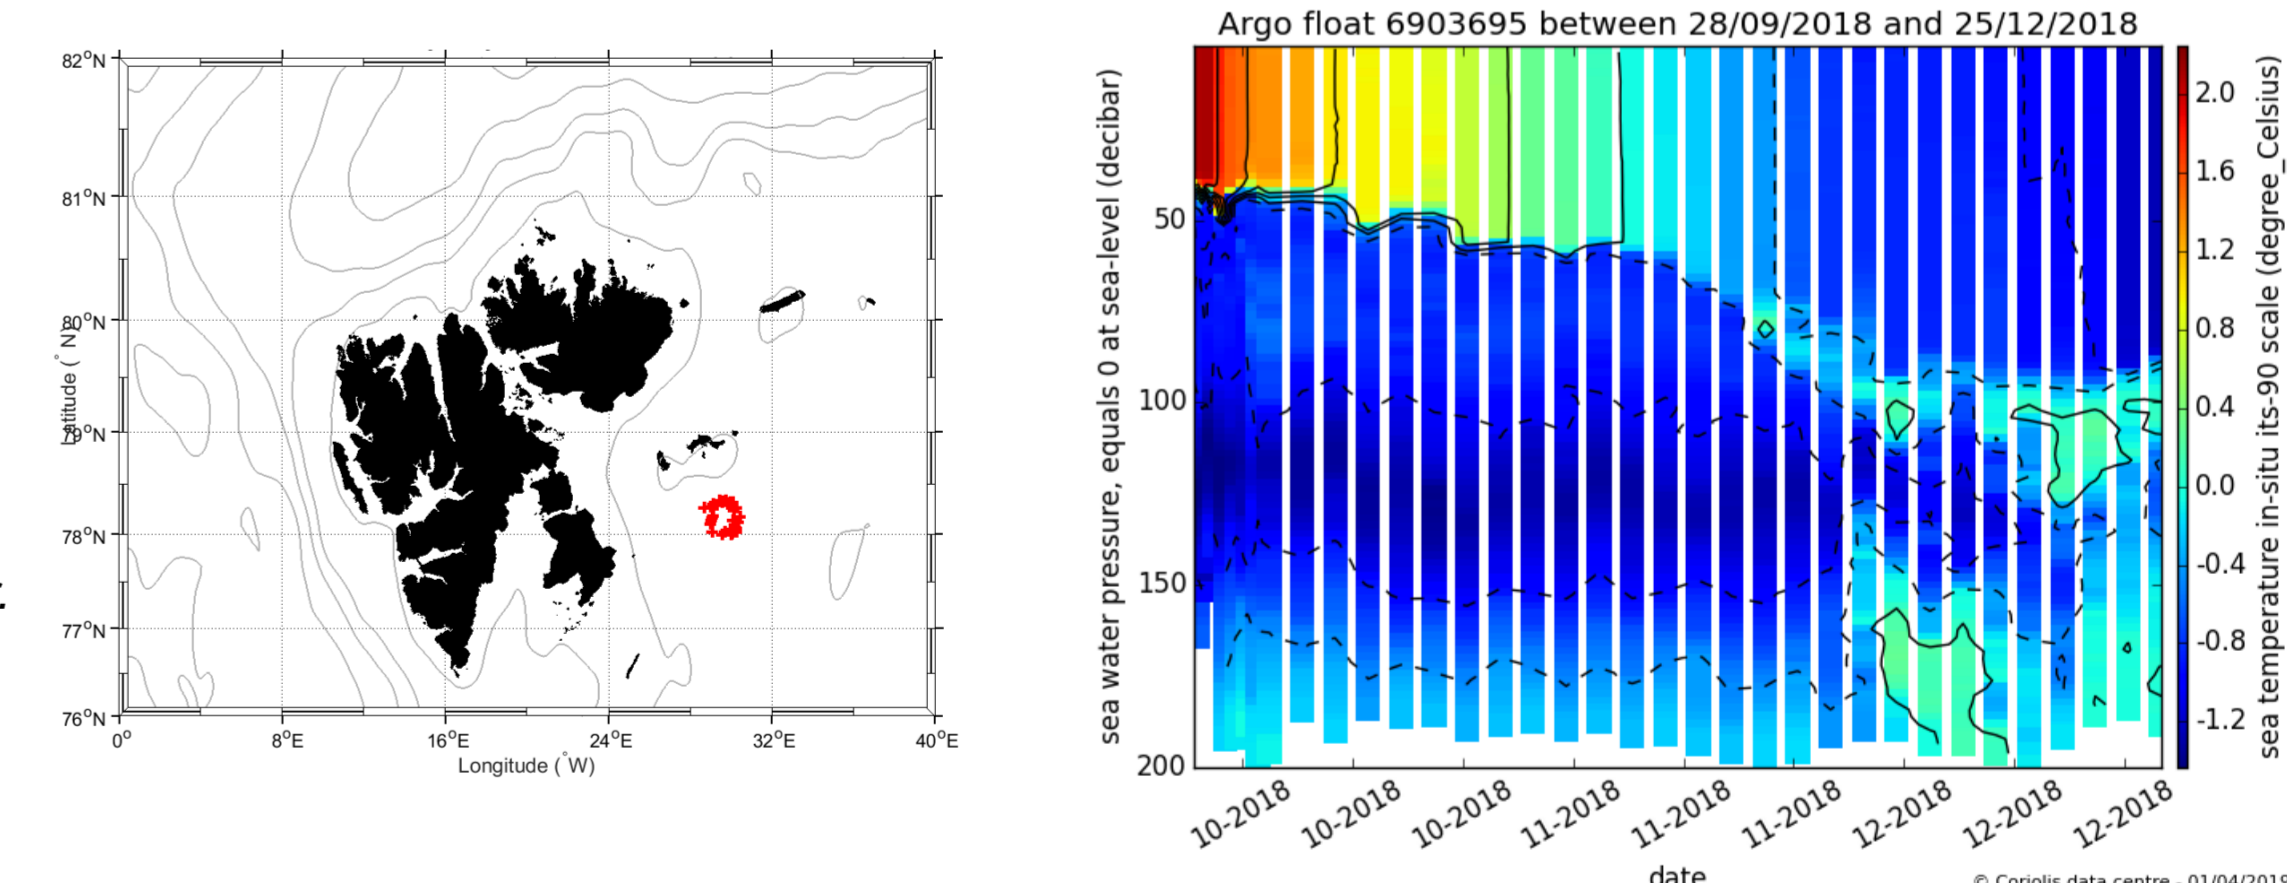 82°N
81°N
80°N
79°N
78°N
77°N
76°N
Latitude (°N)
0°
8°E
16°E
24°E
32°E
40°E
Longitude (°W)
Argo float 6903695 between 28/09/2018 and 25/12/2018
sea water pressure, equals 0 at sea-level (decibar)
50
100
150
200
10-2018
10-2018
10-2018
11-2018
11-2018
11-2018
12-2018
12-2018
12-2018
date
2.0
1.6
1.2
0.8
0.4
0.0
-0.4
-0.8
-1.2
sea temperature in-situ its-90 scale (degree_Celsius)
© Coriolis data centre - 01/04/2019